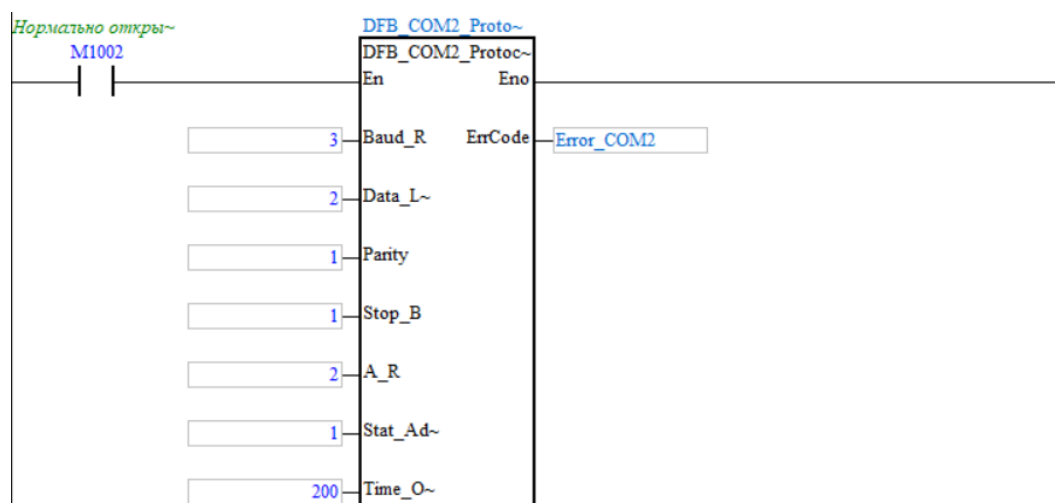 Нормально откры~
DFB_COM2_Proto~
M1002
DFB_COM2_Protoc~
En Eno
3 Baud_R ErrCode Error_COM2
2 Data_L~
1 Parity
1 Stop_B
2 A_R
1 Stat_Ad~
200 Time_O~